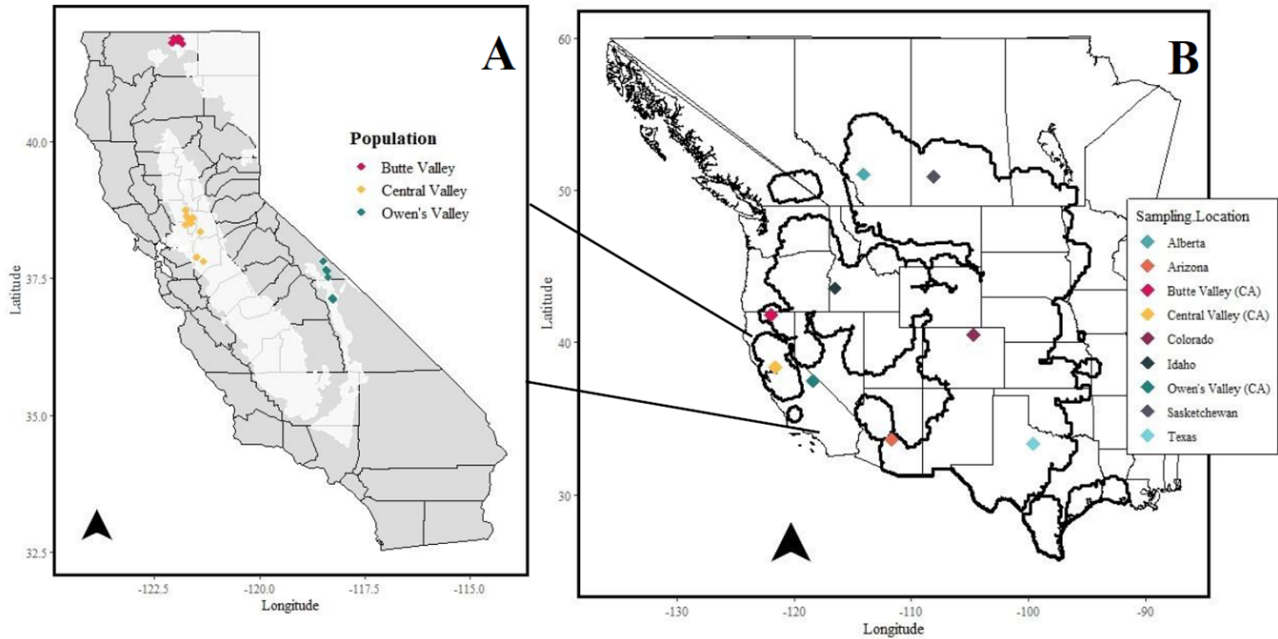 A
40.0
37.5
35.0
32.5
Latitude
-122.5
-120.0
-117.5
-115.0
Longitude
Population
Butte Valley
Central Valley
Owen's Valley
B
60
50
40
30
Latitude
-130
-120
-110
-100
-90
Longitude
Sampling.Location
Alberta
Arizona
Butte Valley (CA)
Central Valley (CA)
Colorado
Idaho
Owen's Valley (CA)
Sasketchewan
Texas